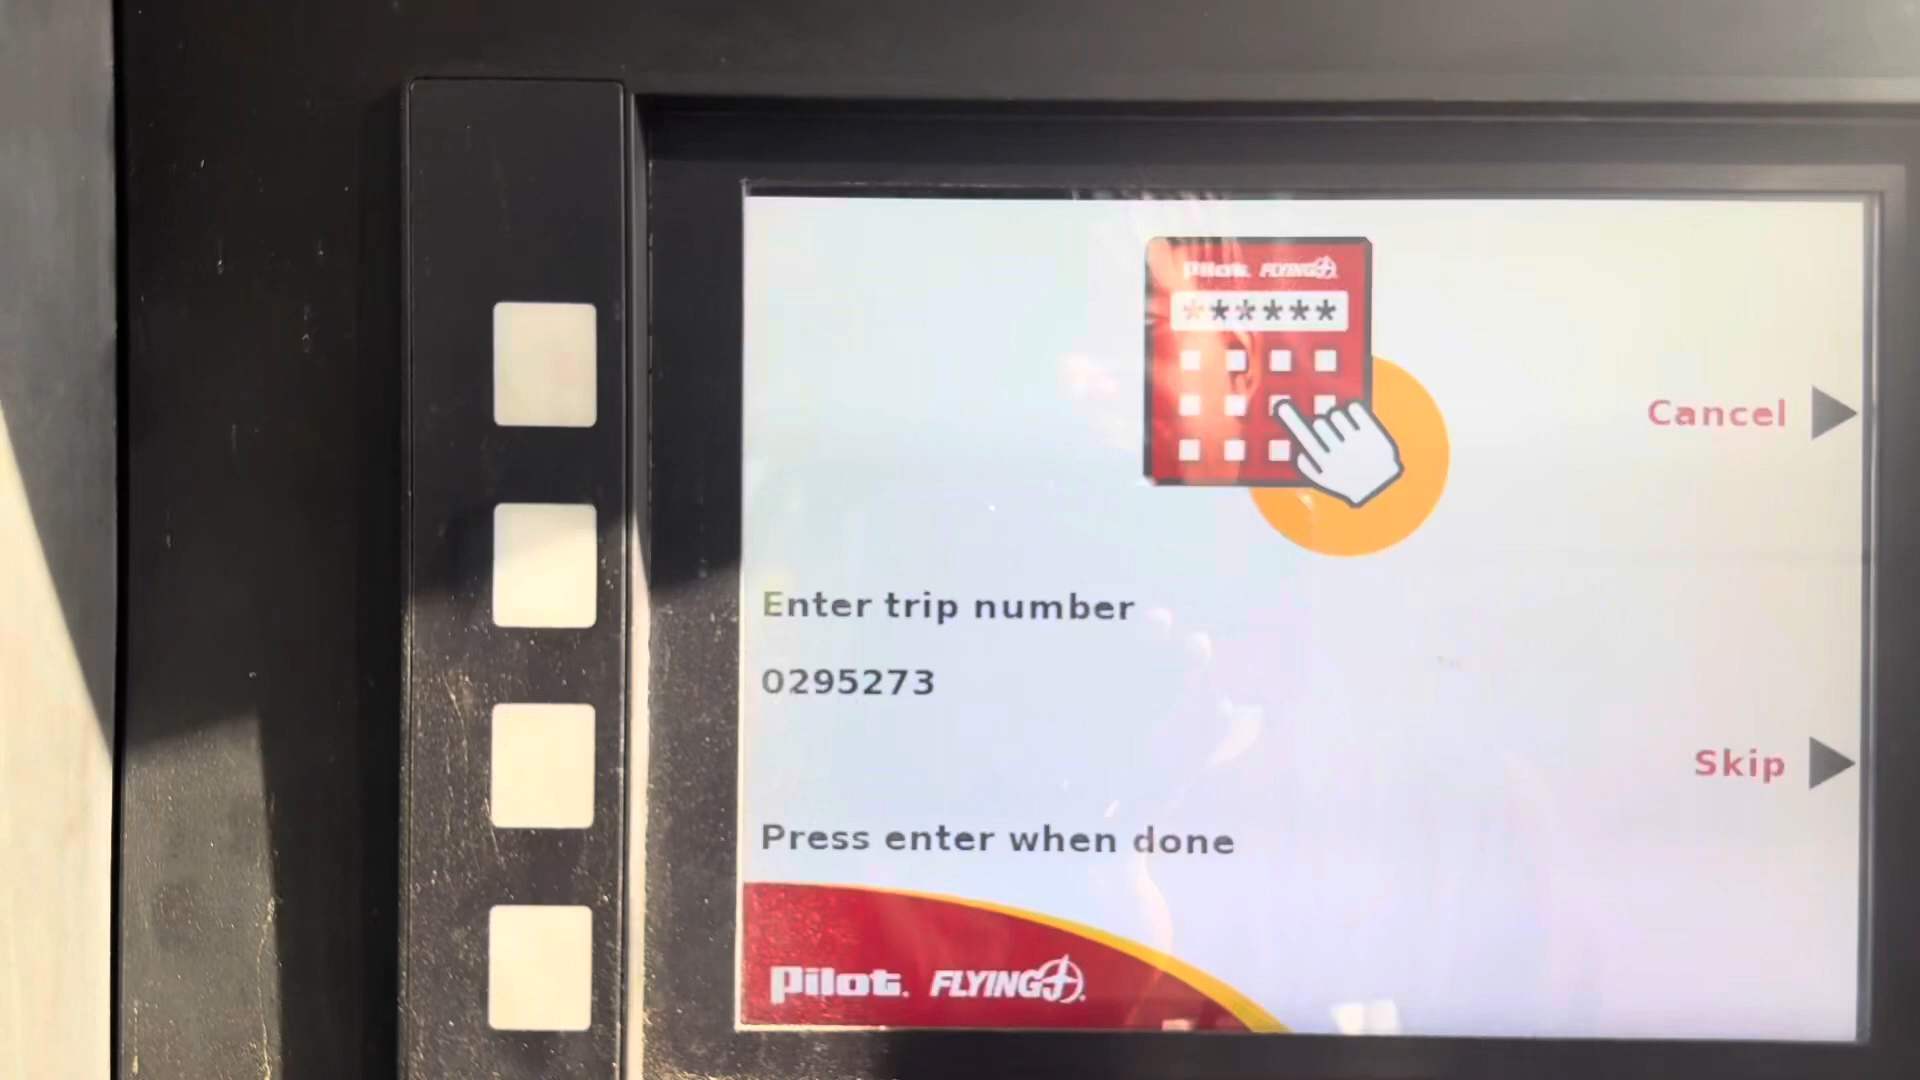 Pilot. FLYING J
******
Cancel
Enter trip number
0295273
Skip
Press enter when done
Pilot. FLYING J